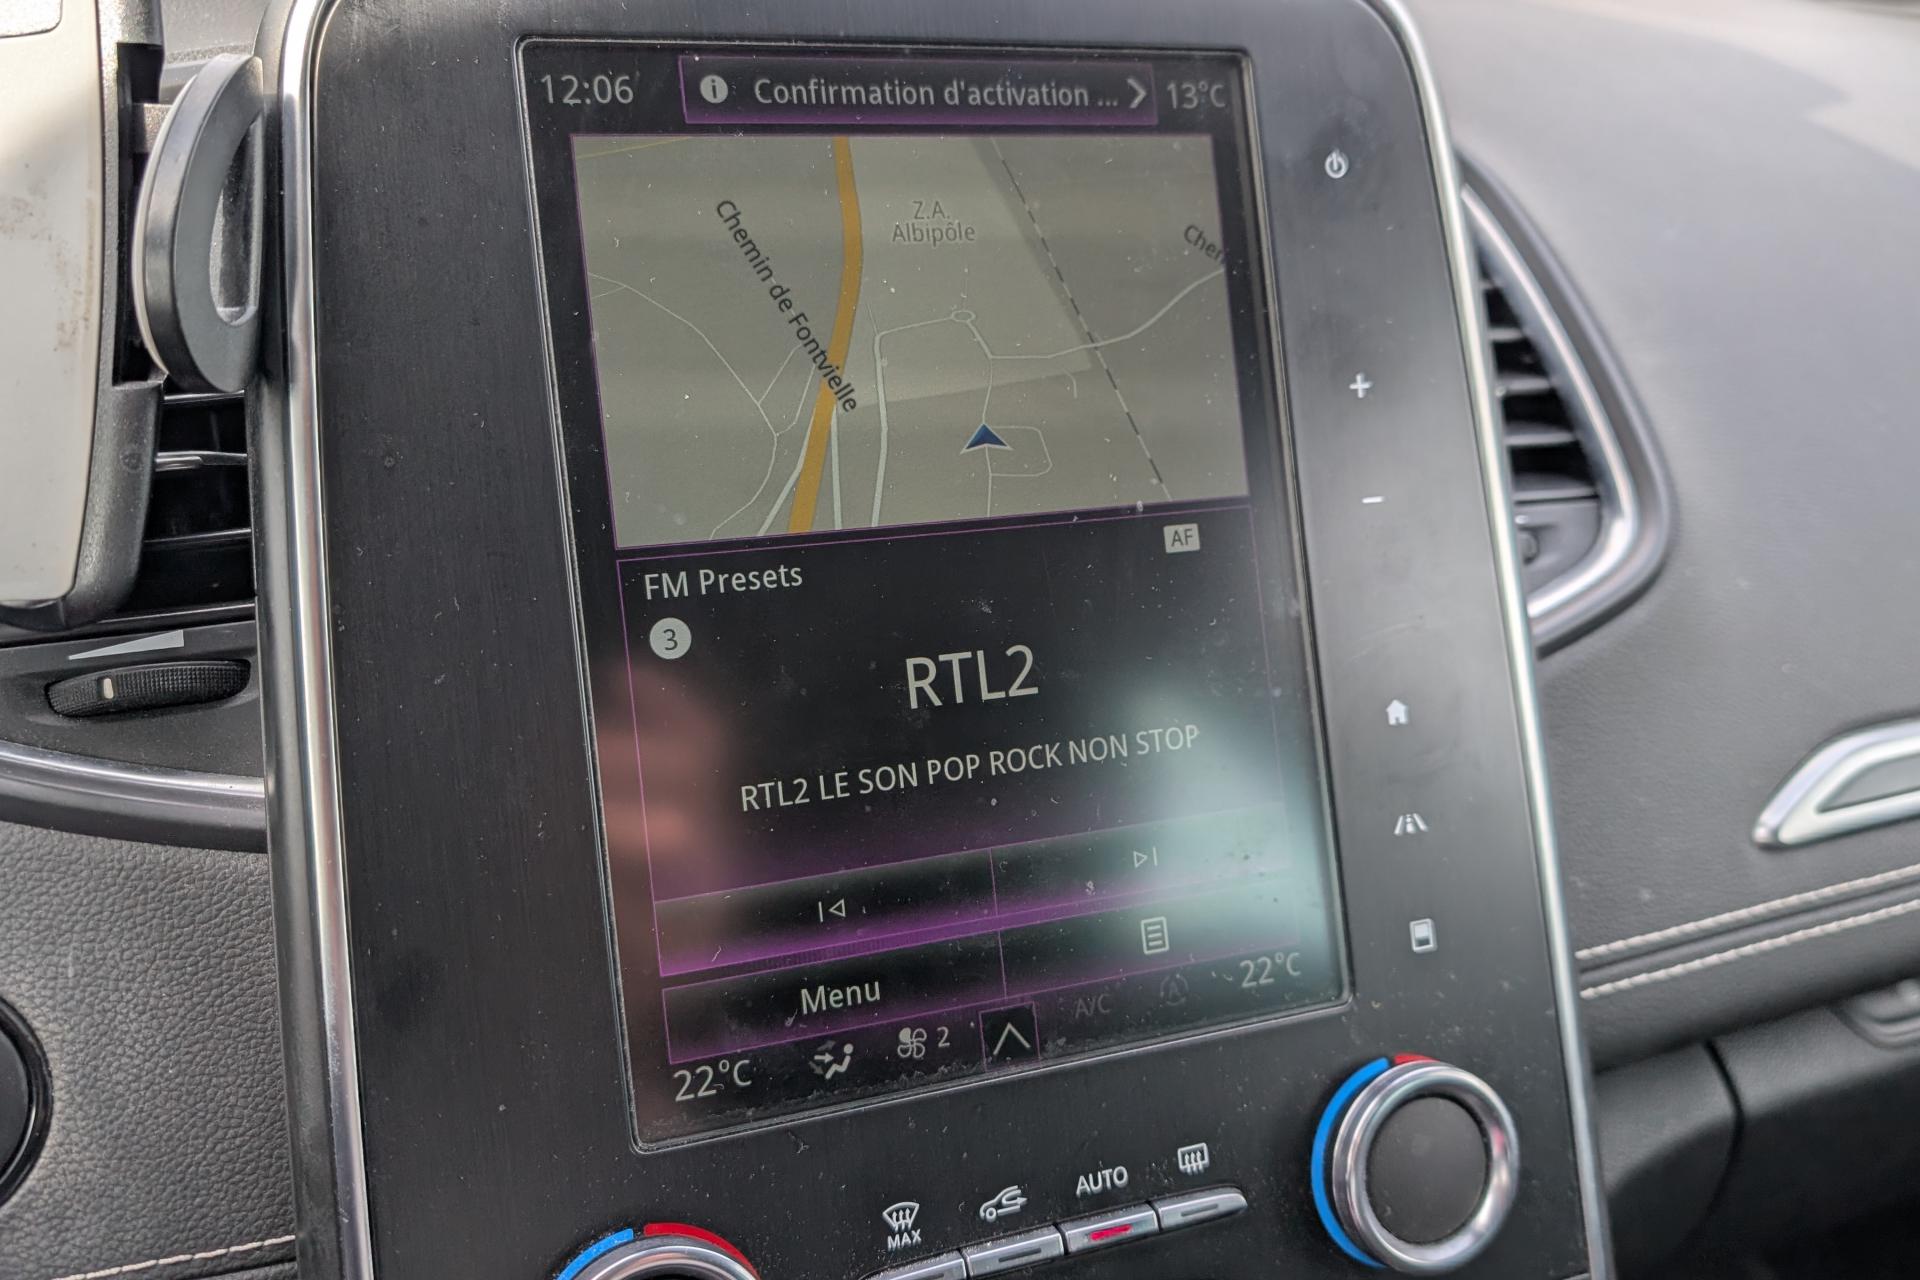 12:06
Confirmation d'activation ...
13°C
Z.A.
Albipôle
Chemin de Fontvielle
AF
FM Presets
3
RTL2
RTL2 LE SON POP ROCK NON STOP
Menu
22°C
2
A/C
22°C
AUTO
MAX